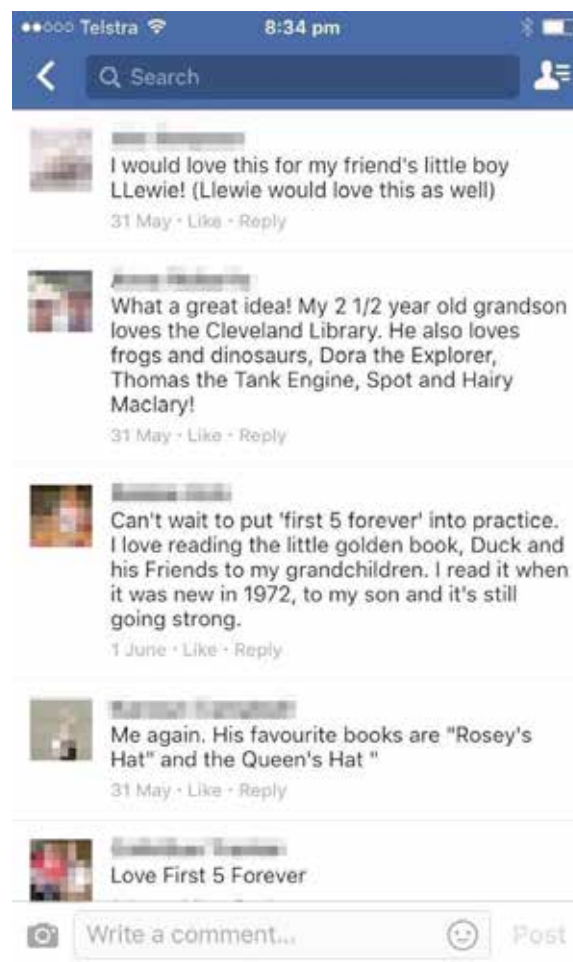 Telstra 8:34 pm
Search
I would love this for my friend's little boy
LLewie! (Llewie would love this as well)
31 May · Like · Reply
What a great idea! My 2 1/2 year old grandson
loves the Cleveland Library. He also loves
frogs and dinosaurs, Dora the Explorer,
Thomas the Tank Engine, Spot and Hairy
Maclary!
31 May · Like · Reply
Can't wait to put 'first 5 forever' into practice.
I love reading the little golden book, Duck and
his Friends to my grandchildren. I read it when
it was new in 1972, to my son and it's still
going strong.
1 June · Like · Reply
Me again. His favourite books are "Rosey's
Hat" and the Queen's Hat "
31 May · Like · Reply
Love First 5 Forever
Write a comment... Post